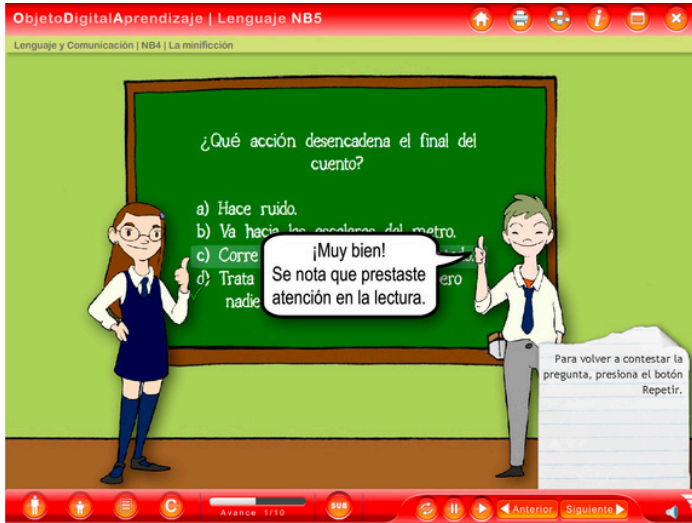 ObjetoDigitalAprendizaje | Lenguaje NB5
Lenguaje y Comunicación | NB4 | La minificción
¿Qué acción desencadena el final del
cuento?
a) Hace ruido.
b) Va hacia las escaleras del metro.
c) Corre
d) Trata ero
nadie
¡Muy bien!
Se nota que prestaste
atención en la lectura.
Para volver a contestar la
pregunta, presiona el botón
Repetir.
C
Avance 1/10
SUB
Anterior
Siguiente